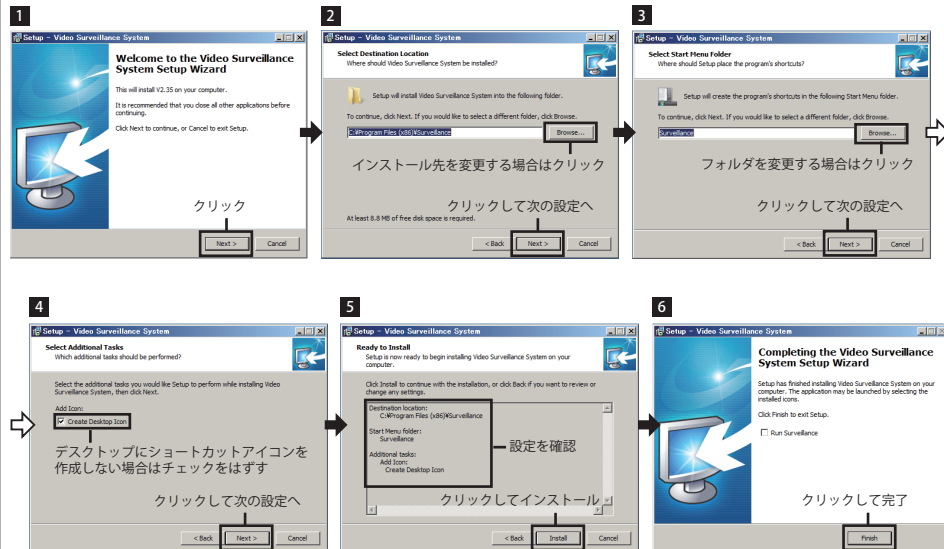 1
Setup - Video Surveillance System
Welcome to the Video Surveillance
System Setup Wizard
This will install V2.35 on your computer.
It is recommended that you close all other applications before
continuing.
Click Next to continue, or Cancel to exit Setup.
クリック
Next >
Cancel
2
Setup - Video Surveillance System
Select Destination Location
Where should Video Surveillance System be installed?
Setup will install Video Surveillance System into the following folder.
To continue, click Next. If you would like to select a different folder, click Browse.
C:¥Program Files (x86)¥Surveillance
Browse...
インストール先を変更する場合はクリック
クリックして次の設定へ
At least 8.8 MB of free disk space is required.
< Back
Next >
Cancel
3
Setup - Video Surveillance System
Select Start Menu Folder
Where should Setup place the program's shortcuts?
Setup will create the program's shortcuts in the following Start Menu folder.
To continue, click Next. If you would like to select a different folder, click Browse.
Surveillance
Browse...
フォルダを変更する場合はクリック
クリックして次の設定へ
< Back
Next >
Cancel
4
Setup - Video Surveillance System
Select Additional Tasks
Which additional tasks should be performed?
Select the additional tasks you would like Setup to perform while installing Video
Surveillance System, then click Next.
Add Icon:
Create Desktop Icon
デスクトップにショートカットアイコンを
作成しない場合はチェックをはずす
クリックして次の設定へ
< Back
Next >
Cancel
5
Setup - Video Surveillance System
Ready to Install
Setup is now ready to begin installing Video Surveillance System on your
computer.
Click Install to continue with the installation, or click Back if you want to review or
change any settings.
Destination location:
C:¥Program Files (x86)¥Surveillance
Start Menu folder:
Surveillance
Additional tasks:
Add Icon:
Create Desktop Icon
設定を確認
クリックしてインストール
< Back
Install
Cancel
6
Setup - Video Surveillance System
Completing the Video Surveillance
System Setup Wizard
Setup has finished installing Video Surveillance System on your
computer. The application may be launched by selecting the
installed icons.
Click Finish to exit Setup.
Run Surveillance
クリックして完了
Finish